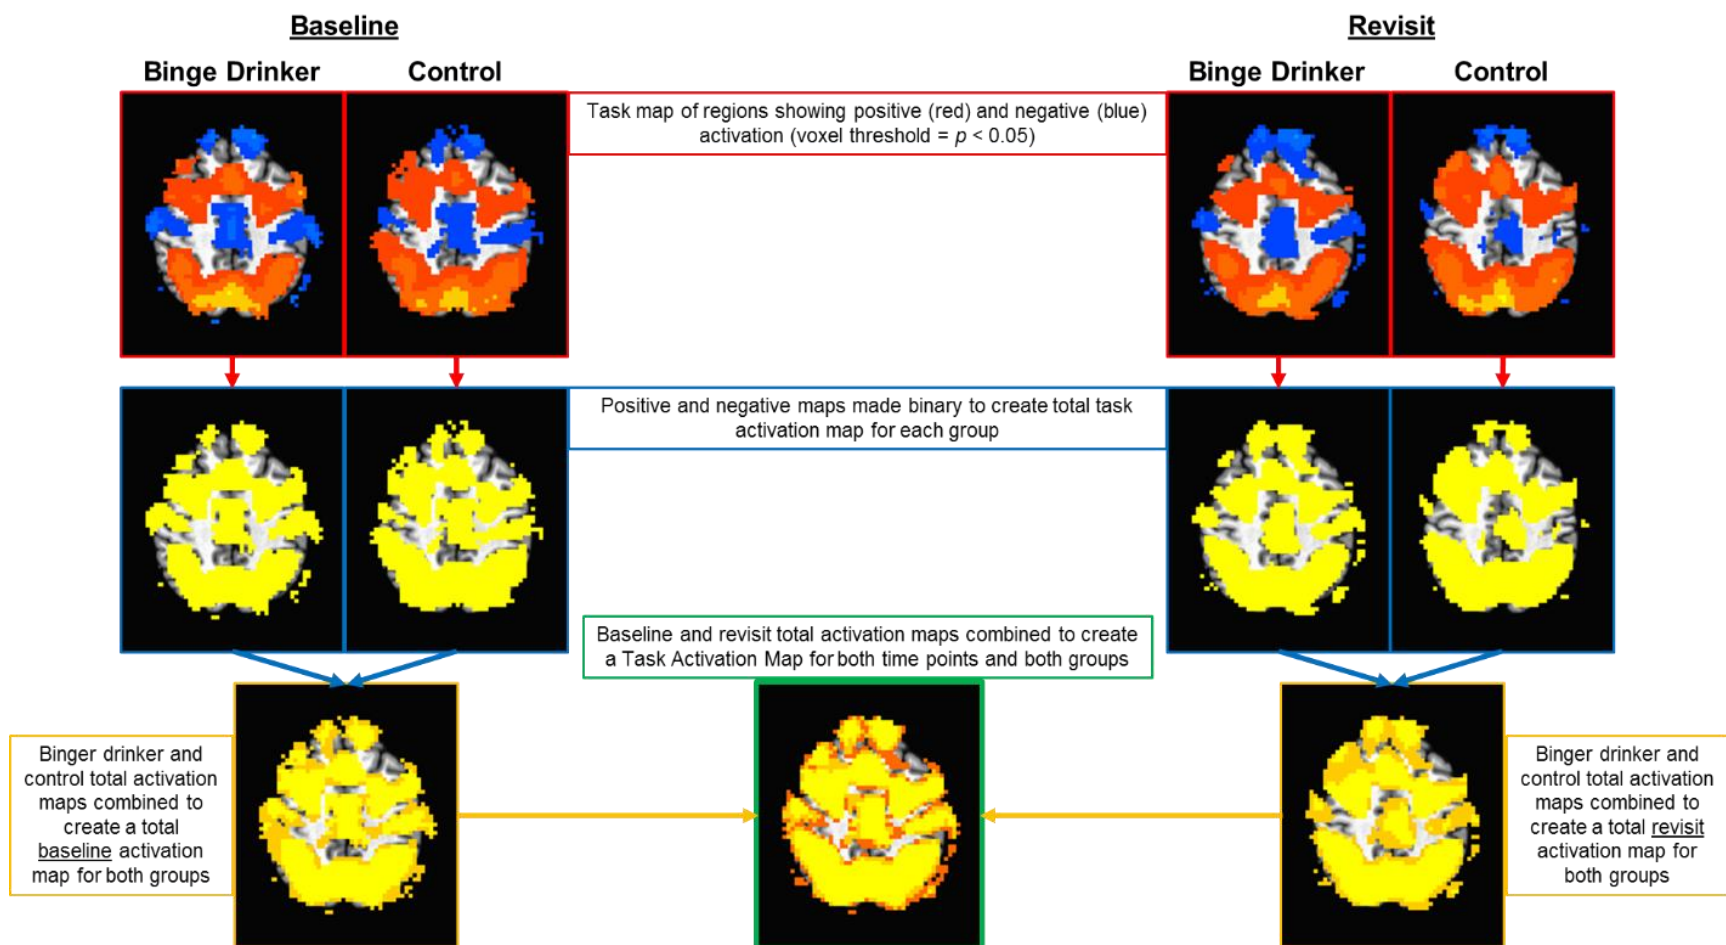 Baseline
Revisit
Binge Drinker
Control
Binge Drinker
Control
Task map of regions showing positive (red) and negative (blue)
activation (voxel threshold = p < 0.05)
Positive and negative maps made binary to create total task
activation map for each group
Baseline and revisit total activation maps combined to create
a Task Activation Map for both time points and both groups
Binger drinker and
control total activation
maps combined to
create a total
baseline activation
map for both groups
Binger drinker and
control total activation
maps combined to
create a total revisit
activation map for
both groups